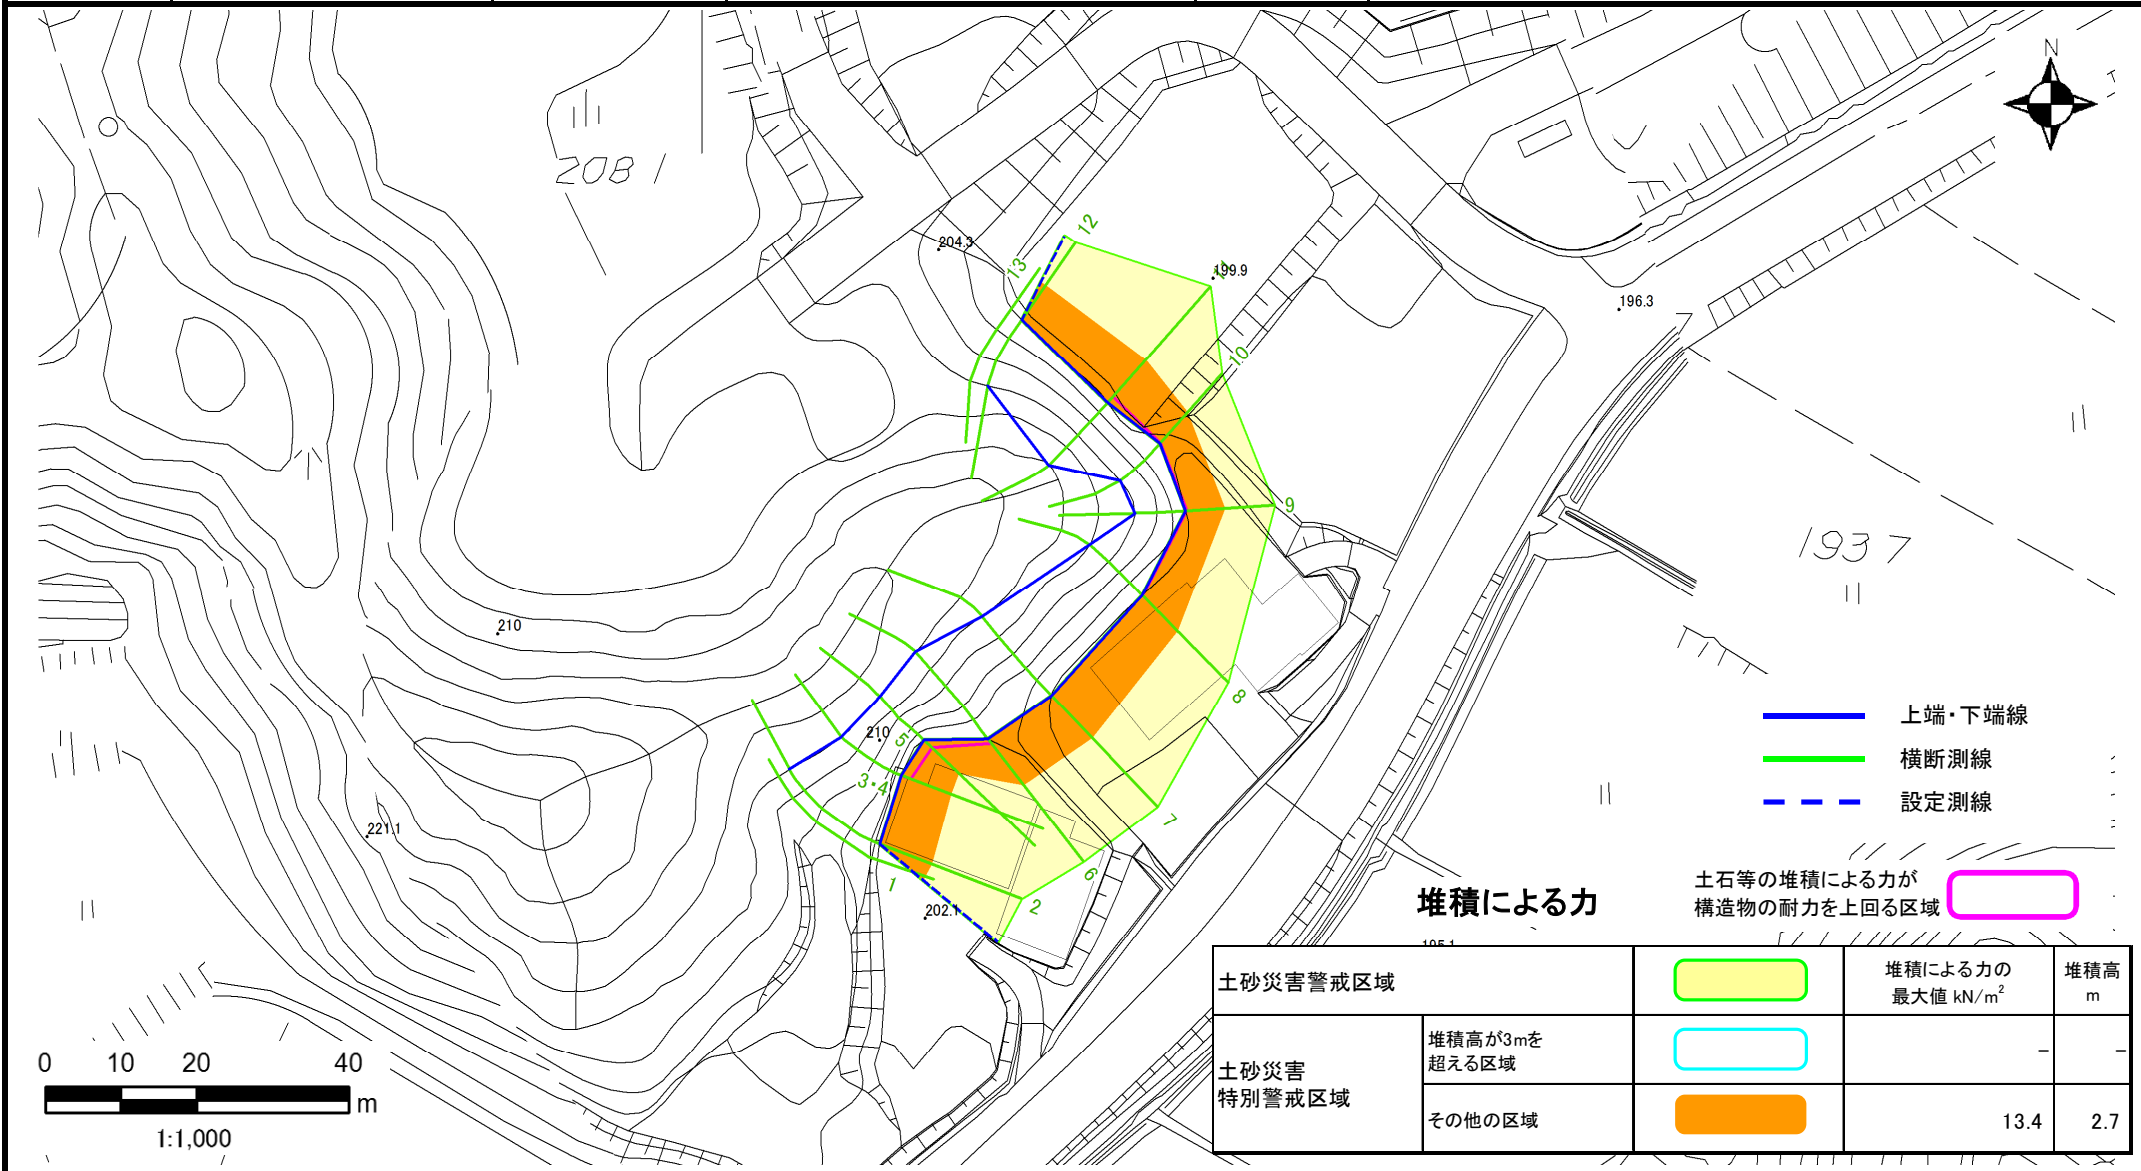 N
2081
12
204.3
13
11
199.9
10
196.3
9
1937
210
8
上端・下端線
210
5
横断測線
3・4
設定測線
7
221.1
6
土石等の堆積による力が
構造物の耐力を上回る区域
1
堆積による力
2
202.1
土砂災害警戒区域
堆積による力の
最大値 kN/m²
堆積高
m
土砂災害
特別警戒区域
堆積高が3mを
超える区域
－
－
その他の区域
13.4
2.7
0 10 20 40
m
1:1,000